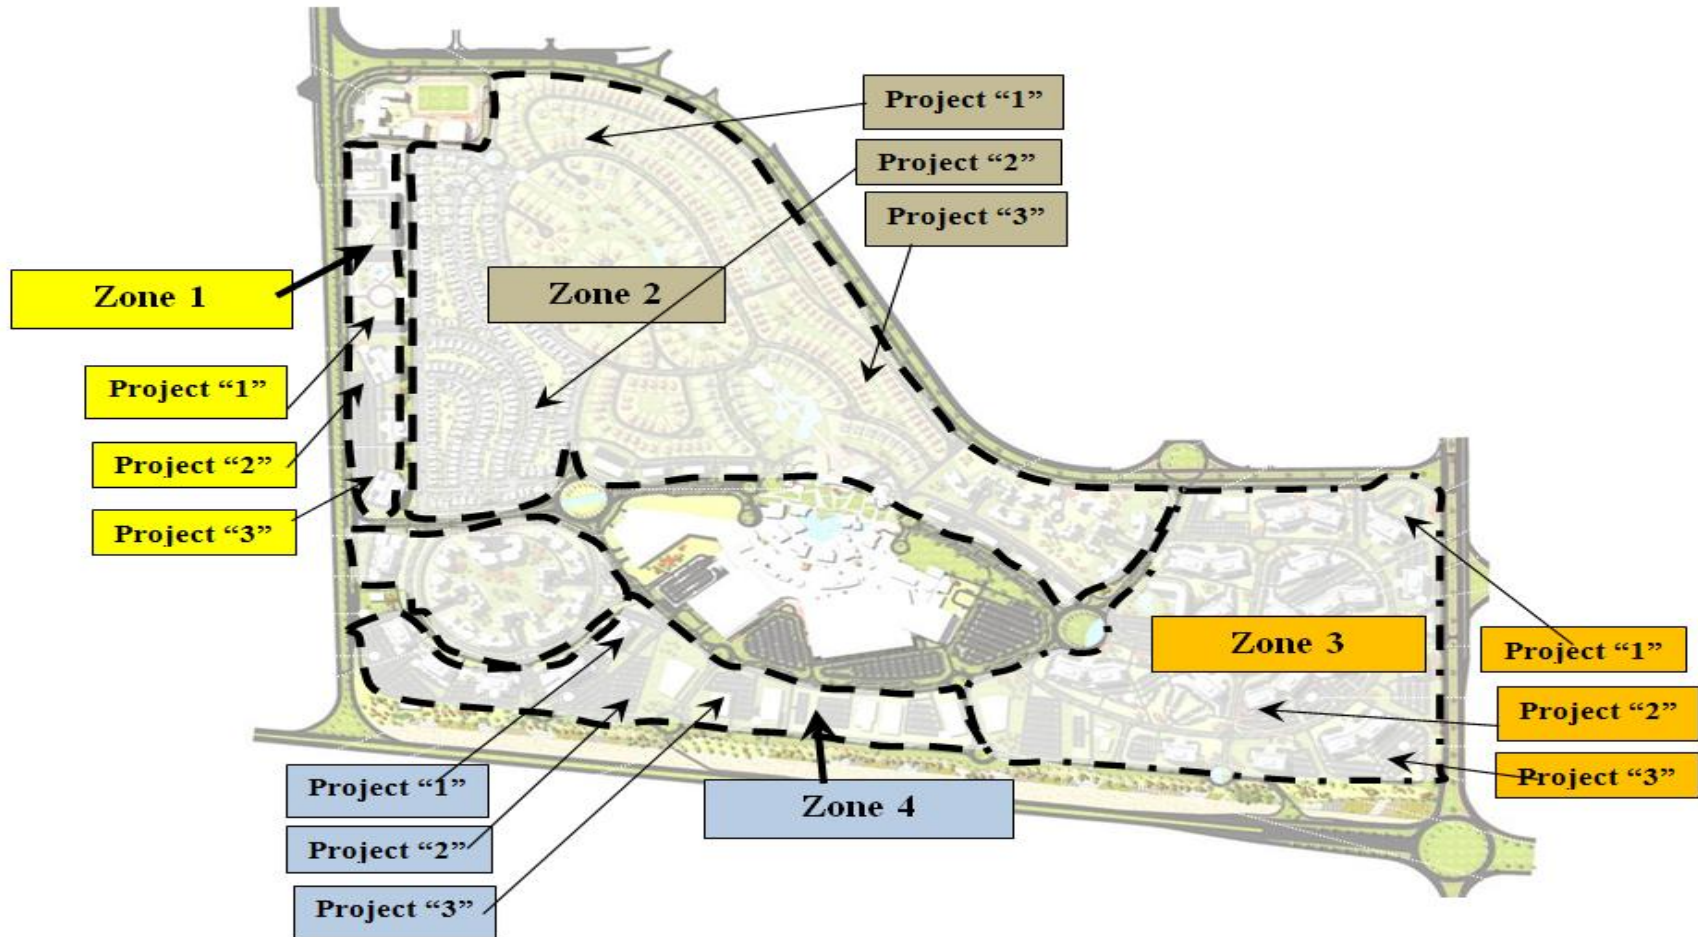 Project “1”
Project “2”
Project “3”
Zone 1
Zone 2
Project “1”
Project “2”
Project “3”
Zone 3
Project “1”
Project “2”
Project “3”
Project “1”
Project “2”
Project “3”
Zone 4